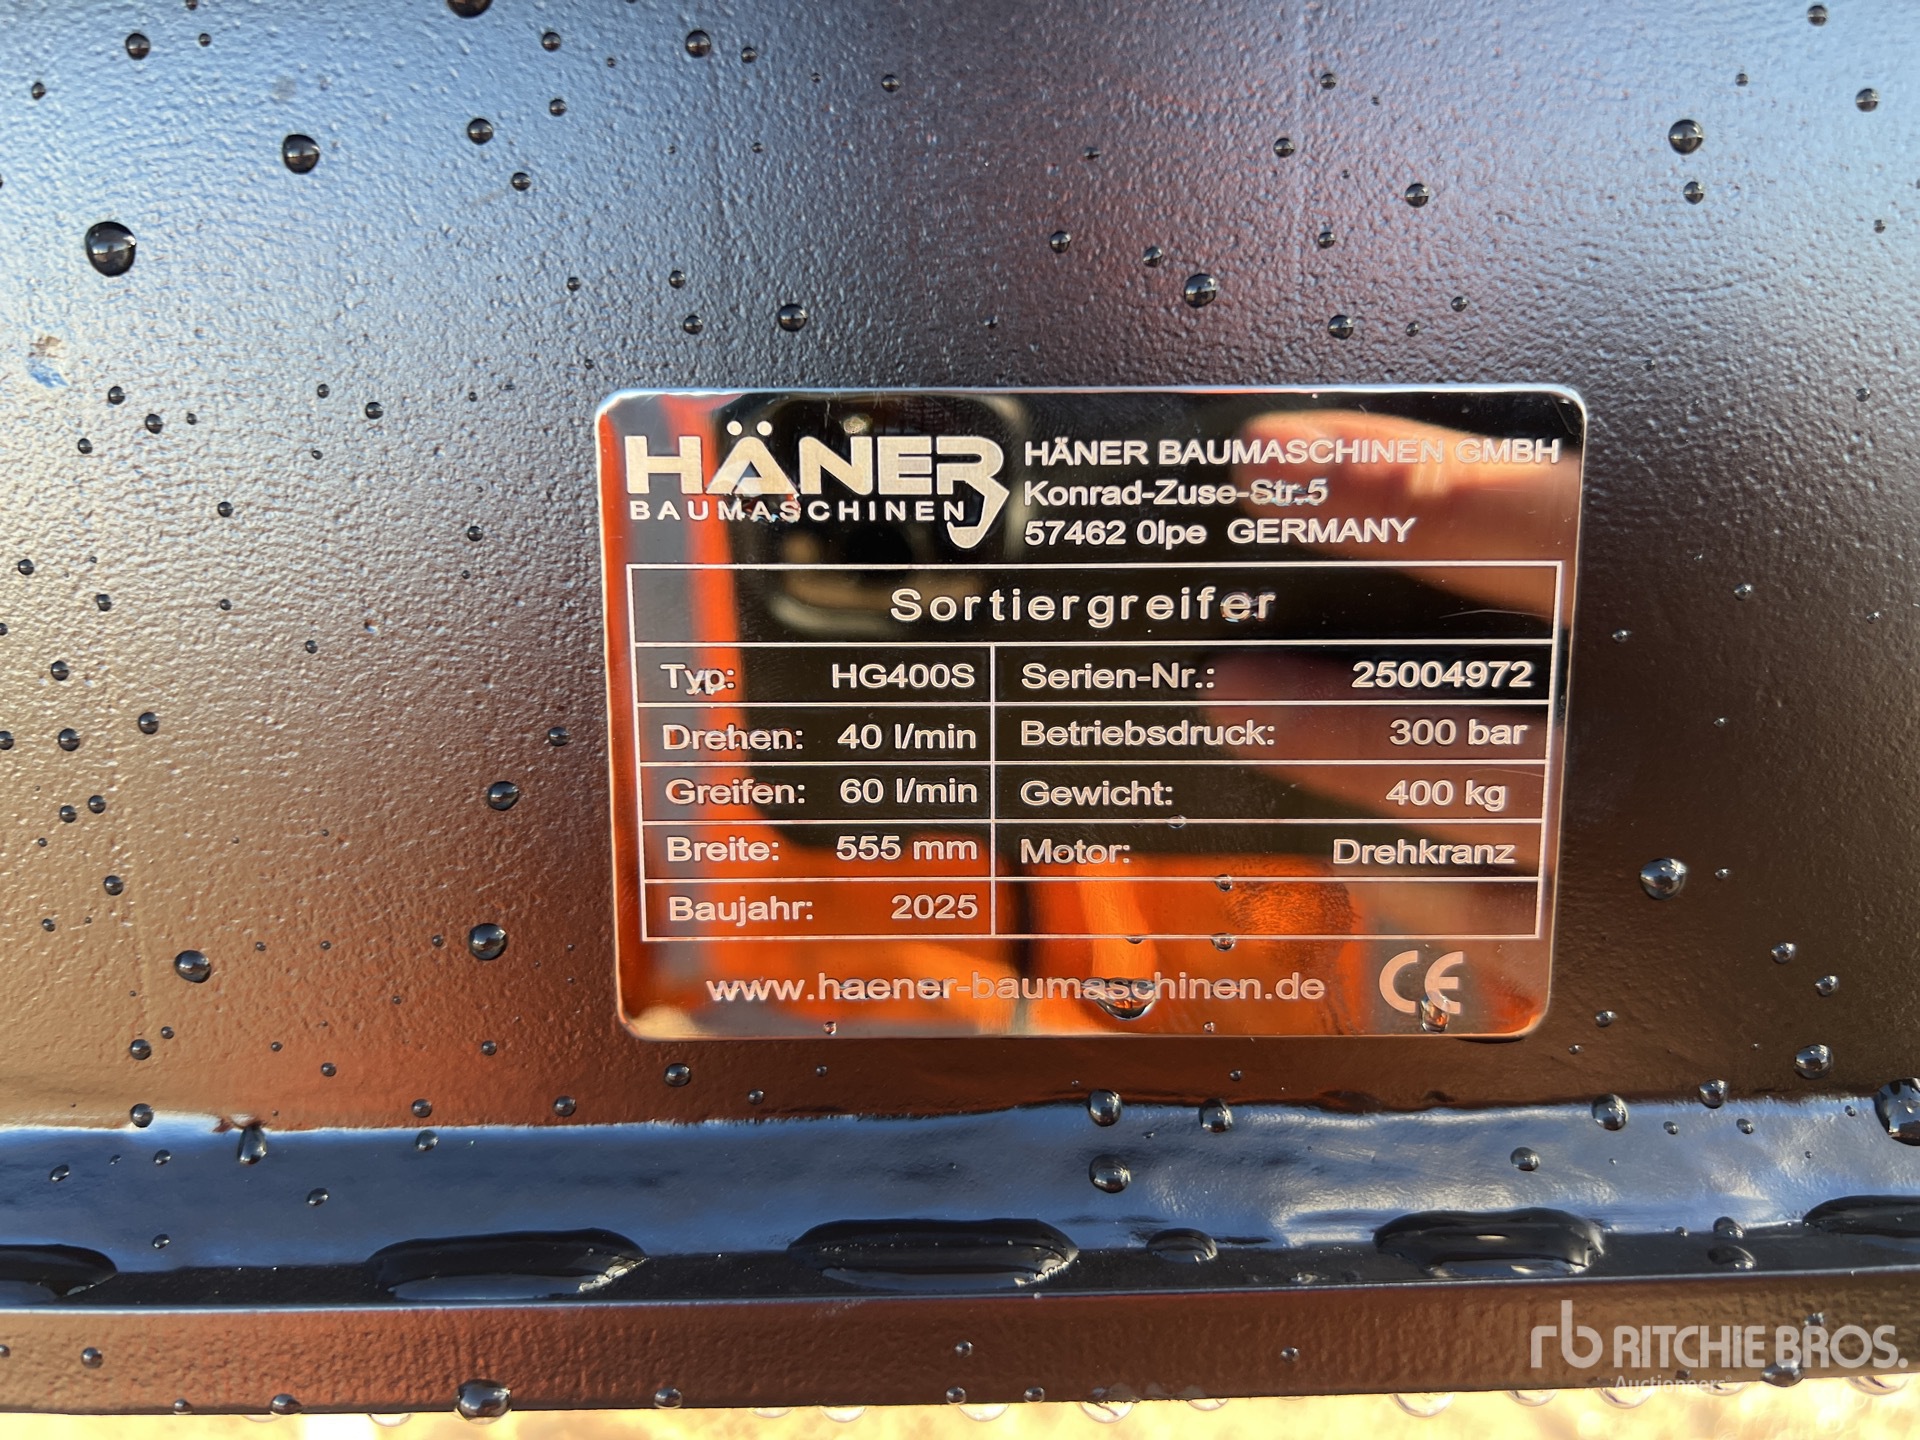 HÄNER
BAUMASCHINEN
HÄNER BAUMASCHINEN GMBH
Konrad-Zuse-Str.5
57462 Olpe GERMANY
Sortiergreifer
Typ: HG400S Serien-Nr.: 25004972
Drehen: 40 l/min Betriebsdruck: 300 bar
Greifen: 60 l/min Gewicht: 400 kg
Breite: 555 mm Motor: Drehkranz
Baujahr: 2025
www.haener-baumaschinen.de CE
rb RITCHIE BROS.
Auctioneers